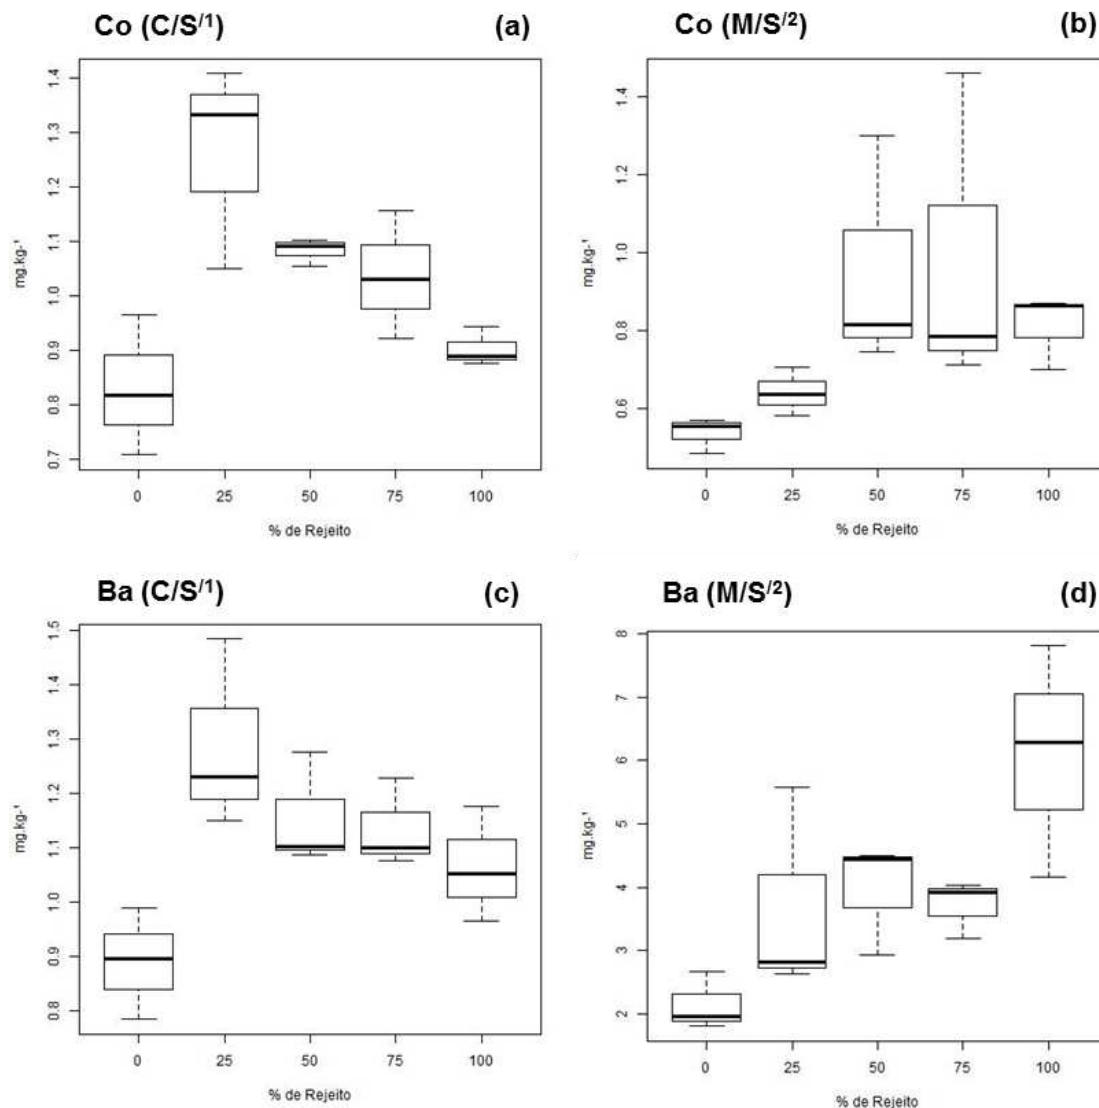 Co (C/S/1) (a)
1.4
1.3
1.2
1.1
1.0
0.9
0.8
0.7
mg.kg-¹
0 25 50 75 100
% de Rejeito
Co (M/S/2) (b)
1.4
1.2
1.0
0.8
0.6
mg.kg-¹
0 25 50 75 100
% de Rejeito
Ba (C/S/1) (c)
1.5
1.4
1.3
1.2
1.1
1.0
0.9
0.8
mg.kg-¹
0 25 50 75 100
% de Rejeito
Ba (M/S/2) (d)
8
7
6
5
4
3
2
mg.kg-¹
0 25 50 75 100
% de Rejeito